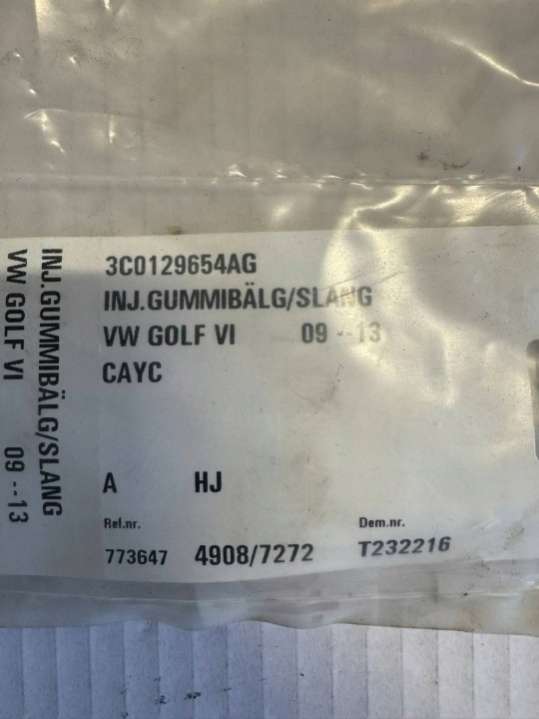 3C0129654AG
INJ.GUMMIBÄLG/SLANG
VW GOLF VI 09 -- 13
CAYC
A HJ
Ref.nr. Dem.nr.
773647 4908/7272 T232216
INJ.GUMMIBÄLG/SLANG
VW GOLF VI 09 -- 13